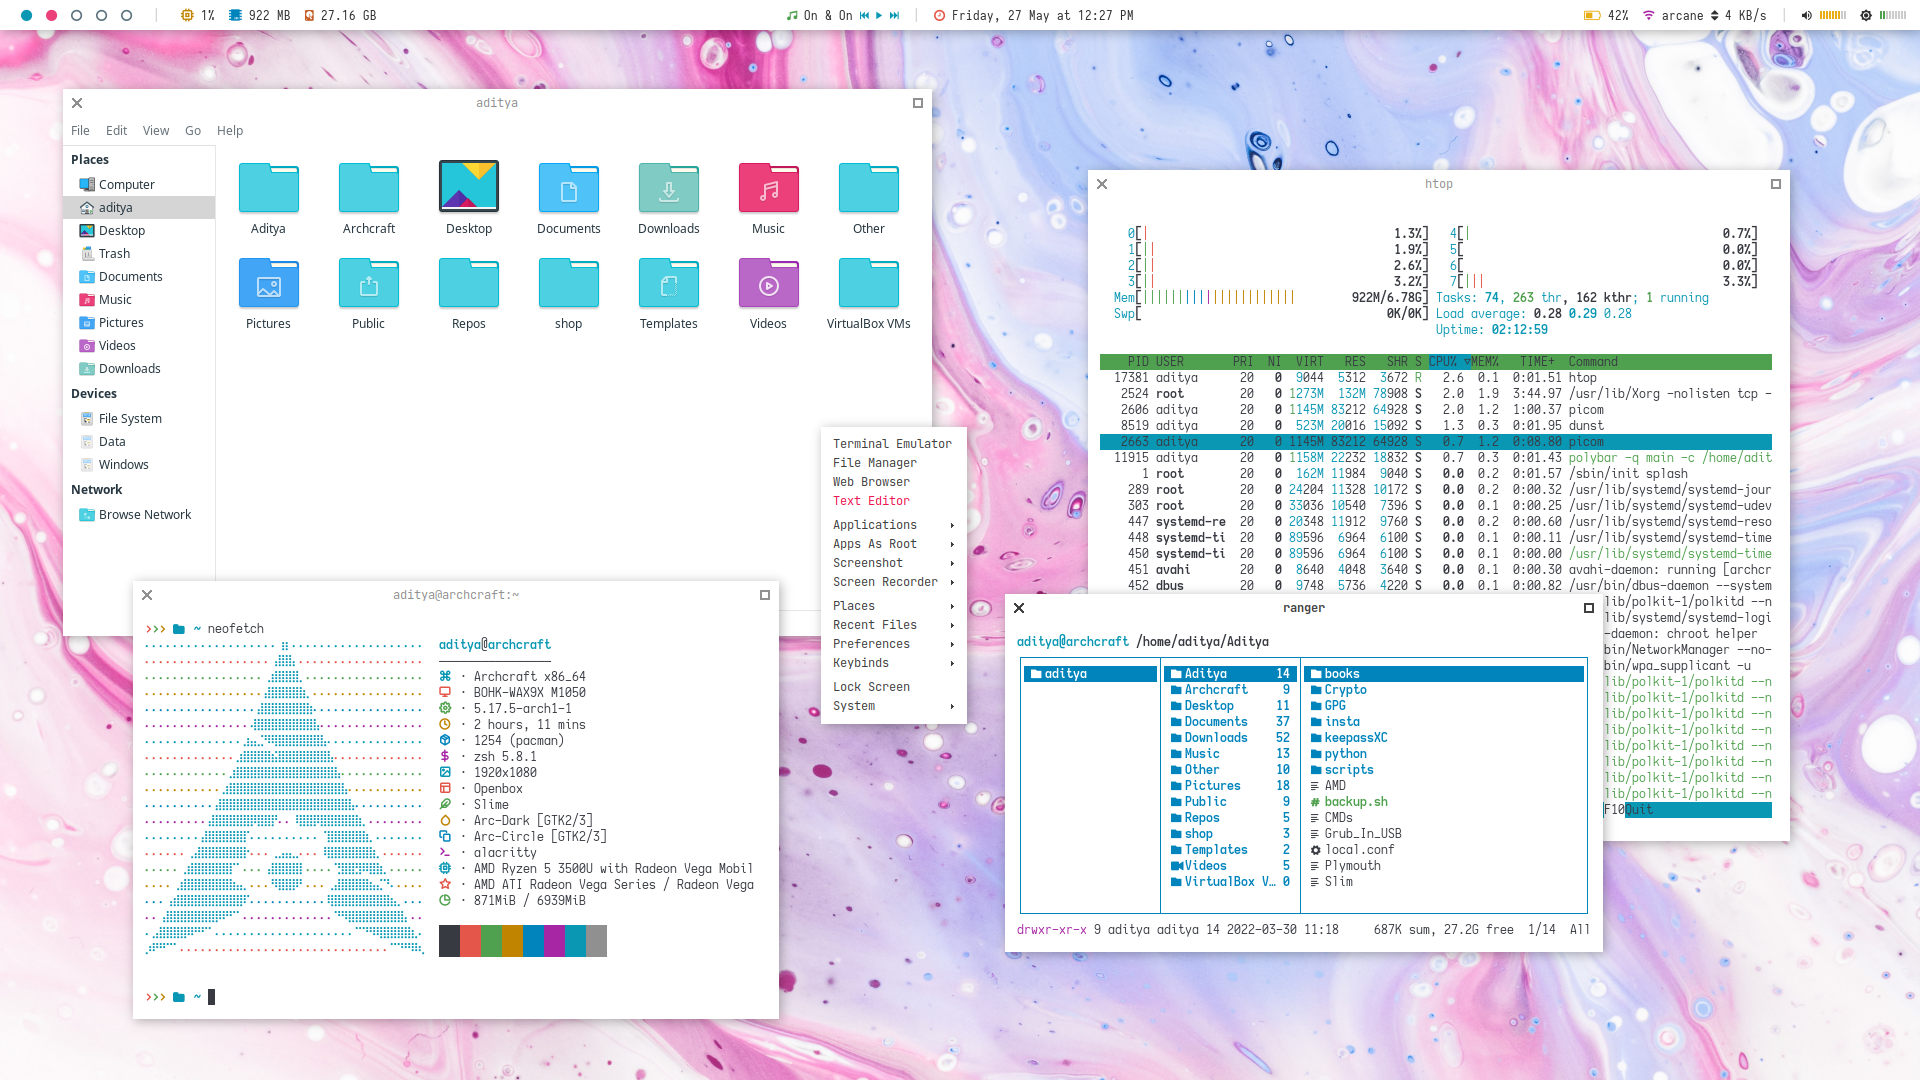 1% 922 MB 27.16 GB On & On Friday, 27 May at 12:27 PM 42% arcane 4 KB/s
aditya
File Edit View Go Help
Places
Computer
aditya
Desktop
Trash
Documents
Music
Pictures
Videos
Downloads
Devices
File System
Data
Windows
Network
Browse Network
Aditya Archcraft Desktop Documents Downloads Music Other
Pictures Public Repos shop Templates Videos VirtualBox VMs
Terminal Emulator
File Manager
Web Browser
Text Editor
Applications
Apps As Root
Screenshot
Screen Recorder
Places
Recent Files
Preferences
Keybinds
Lock Screen
System
htop
0[| 1.3%] 4[| 0.7%]
1[|| 1.9%] 5[ 0.0%]
2[|| 2.6%] 6[ 0.0%]
3[|| 3.2%] 7[||| 3.3%]
Mem[|||||||||||||||||||||| 922M/6.78G] Tasks: 74, 263 thr, 162 kthr; 1 running
Swp[ 0K/0K] Load average: 0.28 0.29 0.28
Uptime: 02:12:59
PID USER PRI NI VIRT RES SHR S CPU% ▽MEM% TIME+ Command
17381 aditya 20 0 9044 5312 3672 R 2.6 0.1 0:01.51 htop
2524 root 20 0 1273M 132M 78908 S 2.0 1.9 3:44.97 /usr/lib/Xorg -nolisten tcp -
2606 aditya 20 0 1145M 83212 64928 S 2.0 1.2 1:00.37 picom
8519 aditya 20 0 523M 20016 15092 S 1.3 0.3 0:01.95 dunst
2663 aditya 20 0 1145M 83212 64928 S 0.7 1.2 0:08.80 picom
11915 aditya 20 0 1158M 22232 18832 S 0.7 0.3 0:01.43 polybar -q main -c /home/adit
1 root 20 0 162M 11984 9040 S 0.0 0.2 0:01.57 /sbin/init splash
289 root 20 0 24204 11328 10172 S 0.0 0.2 0:00.32 /usr/lib/systemd/systemd-jour
303 root 20 0 33036 10540 7396 S 0.0 0.1 0:00.25 /usr/lib/systemd/systemd-udev
447 systemd-re 20 0 20348 11912 9760 S 0.0 0.2 0:00.60 /usr/lib/systemd/systemd-reso
448 systemd-ti 20 0 89596 6964 6100 S 0.0 0.1 0:00.11 /usr/lib/systemd/systemd-time
450 systemd-ti 20 0 89596 6964 6100 S 0.0 0.1 0:00.00 /usr/lib/systemd/systemd-time
451 avahi 20 0 8640 4048 3640 S 0.0 0.1 0:00.30 avahi-daemon: running [archcr
452 dbus 20 0 9748 5736 4220 S 0.0 0.1 0:00.82 /usr/bin/dbus-daemon --system
lib/polkit-1/polkitd --n
lib/systemd/systemd-logi
-daemon: chroot helper
bin/NetworkManager --no-
bin/wpa_supplicant -u
lib/polkit-1/polkitd --n
lib/polkit-1/polkitd --n
lib/polkit-1/polkitd --n
lib/polkit-1/polkitd --n
lib/polkit-1/polkitd --n
lib/polkit-1/polkitd --n
lib/polkit-1/polkitd --n
lib/polkit-1/polkitd --n
F10Quit
aditya@archcraft:~
~ neofetch
aditya@archcraft
· Archcraft x86_64
· BOHK-WAX9X M1050
· 5.17.5-arch1-1
· 2 hours, 11 mins
· 1254 (pacman)
· zsh 5.8.1
· 1920x1080
· Openbox
· Slime
· Arc-Dark [GTK2/3]
· Arc-Circle [GTK2/3]
· alacritty
· AMD Ryzen 5 3500U with Radeon Vega Mobil
· AMD ATI Radeon Vega Series / Radeon Vega
· 871MiB / 6939MiB
~
ranger
aditya@archcraft /home/aditya/Aditya
aditya Aditya 14 books
Archcraft 9 Crypto
Desktop 11 GPG
Documents 37 insta
Downloads 52 keepassXC
Music 13 python
Other 10 scripts
Pictures 18 AMD
Public 9 backup.sh
Repos 5 CMDs
shop 3 Grub_In_USB
Templates 2 local.conf
Videos 5 Plymouth
VirtualBox V… 0 Slim
drwxr-xr-x 9 aditya aditya 14 2022-03-30 11:18 687K sum, 27.2G free 1/14 All